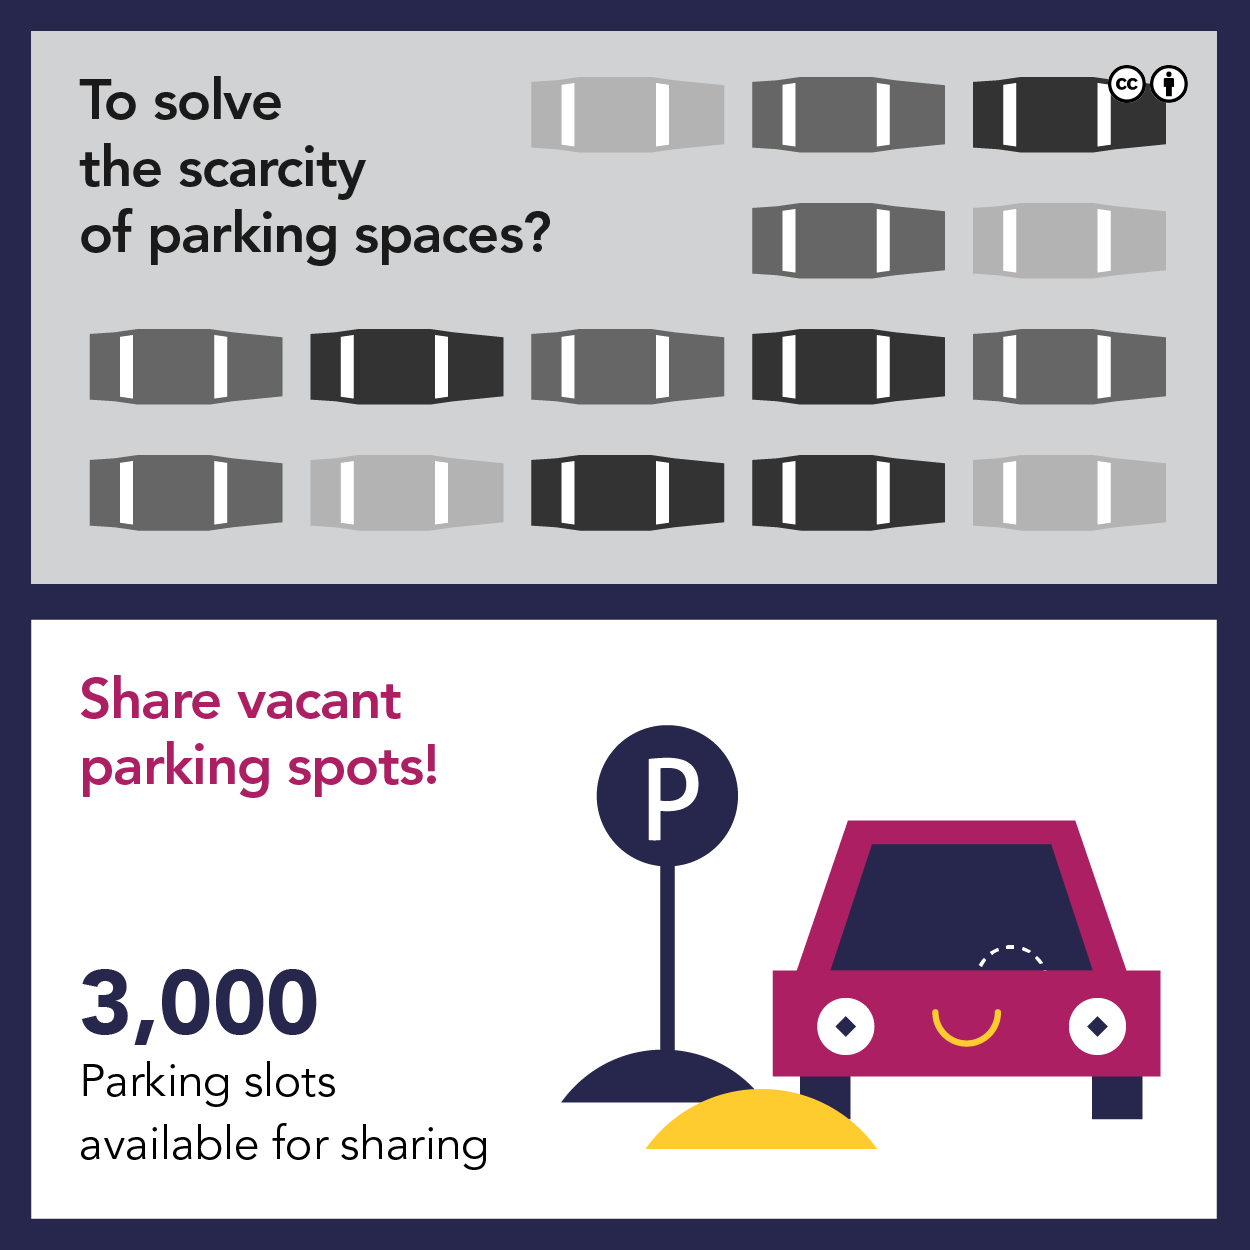 To solve
the scarcity
of parking spaces?
cc
Share vacant
parking spots!
P
3,000
Parking slots
available for sharing